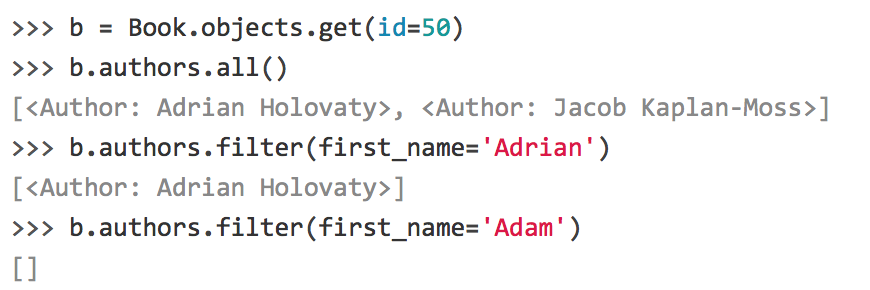 >>> b = Book.objects.get(id=50)
>>> b.authors.all()
[<Author: Adrian Holovaty>, <Author: Jacob Kaplan-Moss>]
>>> b.authors.filter(first_name='Adrian')
[<Author: Adrian Holovaty>]
>>> b.authors.filter(first_name='Adam')
[]